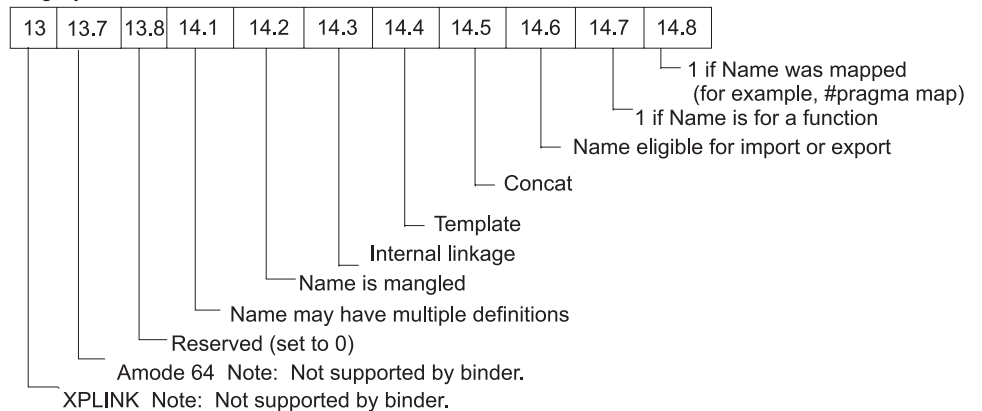 13 13.7 13.8 14.1 14.2 14.3 14.4 14.5 14.6 14.7 14.8
1 if Name was mapped
(for example, #pragma map)
1 if Name is for a function
Name eligible for import or export
Concat
Template
Internal linkage
Name is mangled
Name may have multiple definitions
Reserved (set to 0)
Amode 64 Note: Not supported by binder.
XPLINK Note: Not supported by binder.